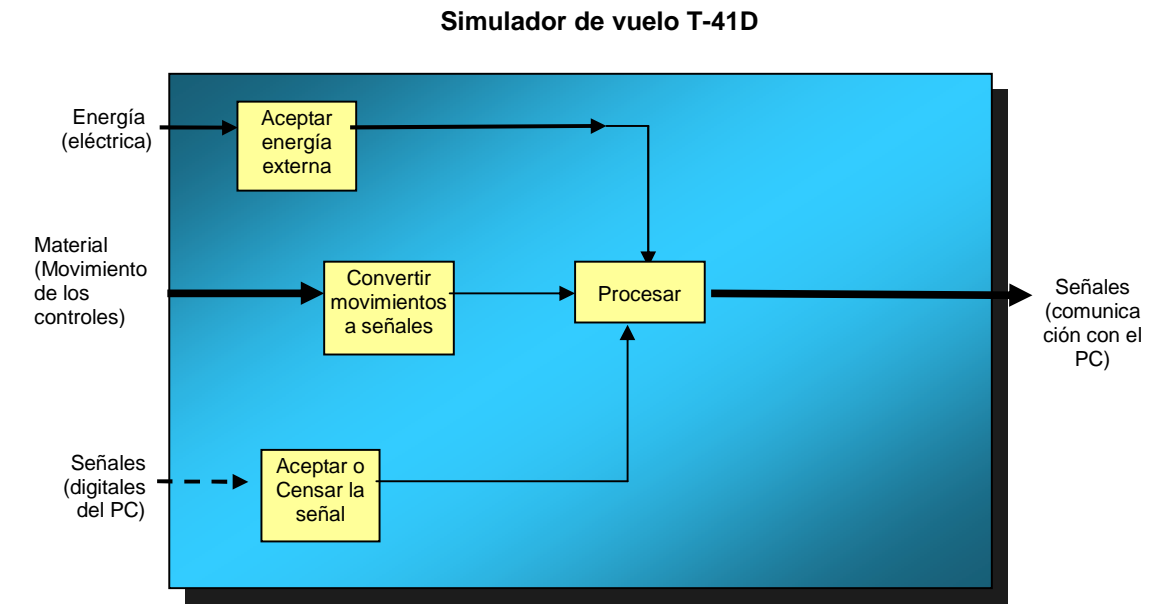 Simulador de vuelo T-41D
Energía
(eléctrica)
Aceptar
energía
externa
Material
(Movimiento
de los
controles)
Convertir
movimientos
a señales
Procesar
Señales
(comunica
ción con el
PC)
Señales
(digitales
del PC)
Aceptar o
Censar la
señal